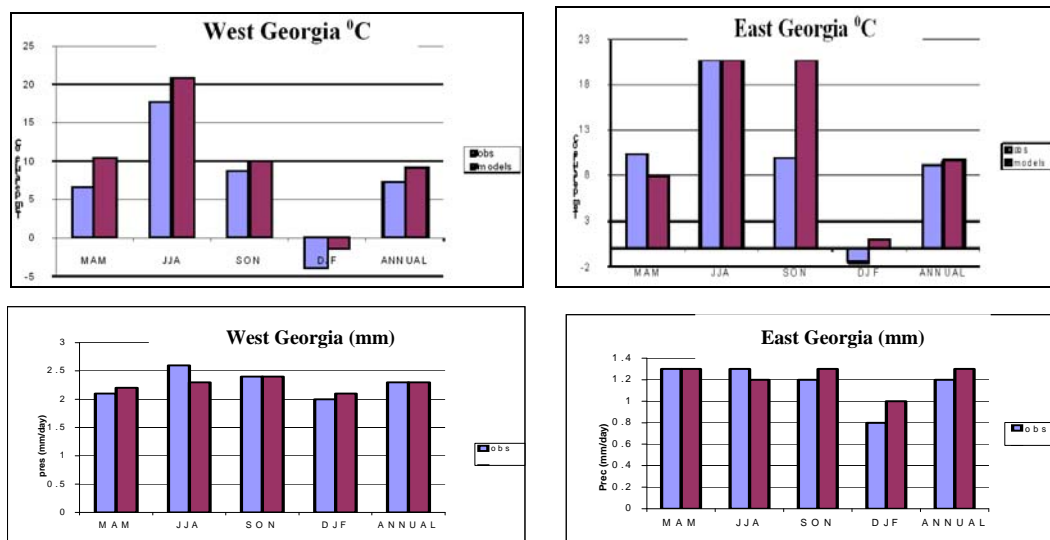 West Georgia ⁰C
25
20
15
10
5
0
-5
MAM JJA SON DJF ANNUAL
obs
models
East Georgia ⁰C
23
18
13
8
3
-2
MAM JJA SON DJF ANNUAL
obs
models
West Georgia (mm)
pres (mm/day)
3
2.5
2
1.5
1
0.5
0
MAM JJA SON DJF ANNUAL
obs
East Georgia (mm)
Prec (mm/day)
1.4
1.2
1
0.8
0.6
0.4
0.2
0
MAM JJA SON DJF ANNUAL
obs